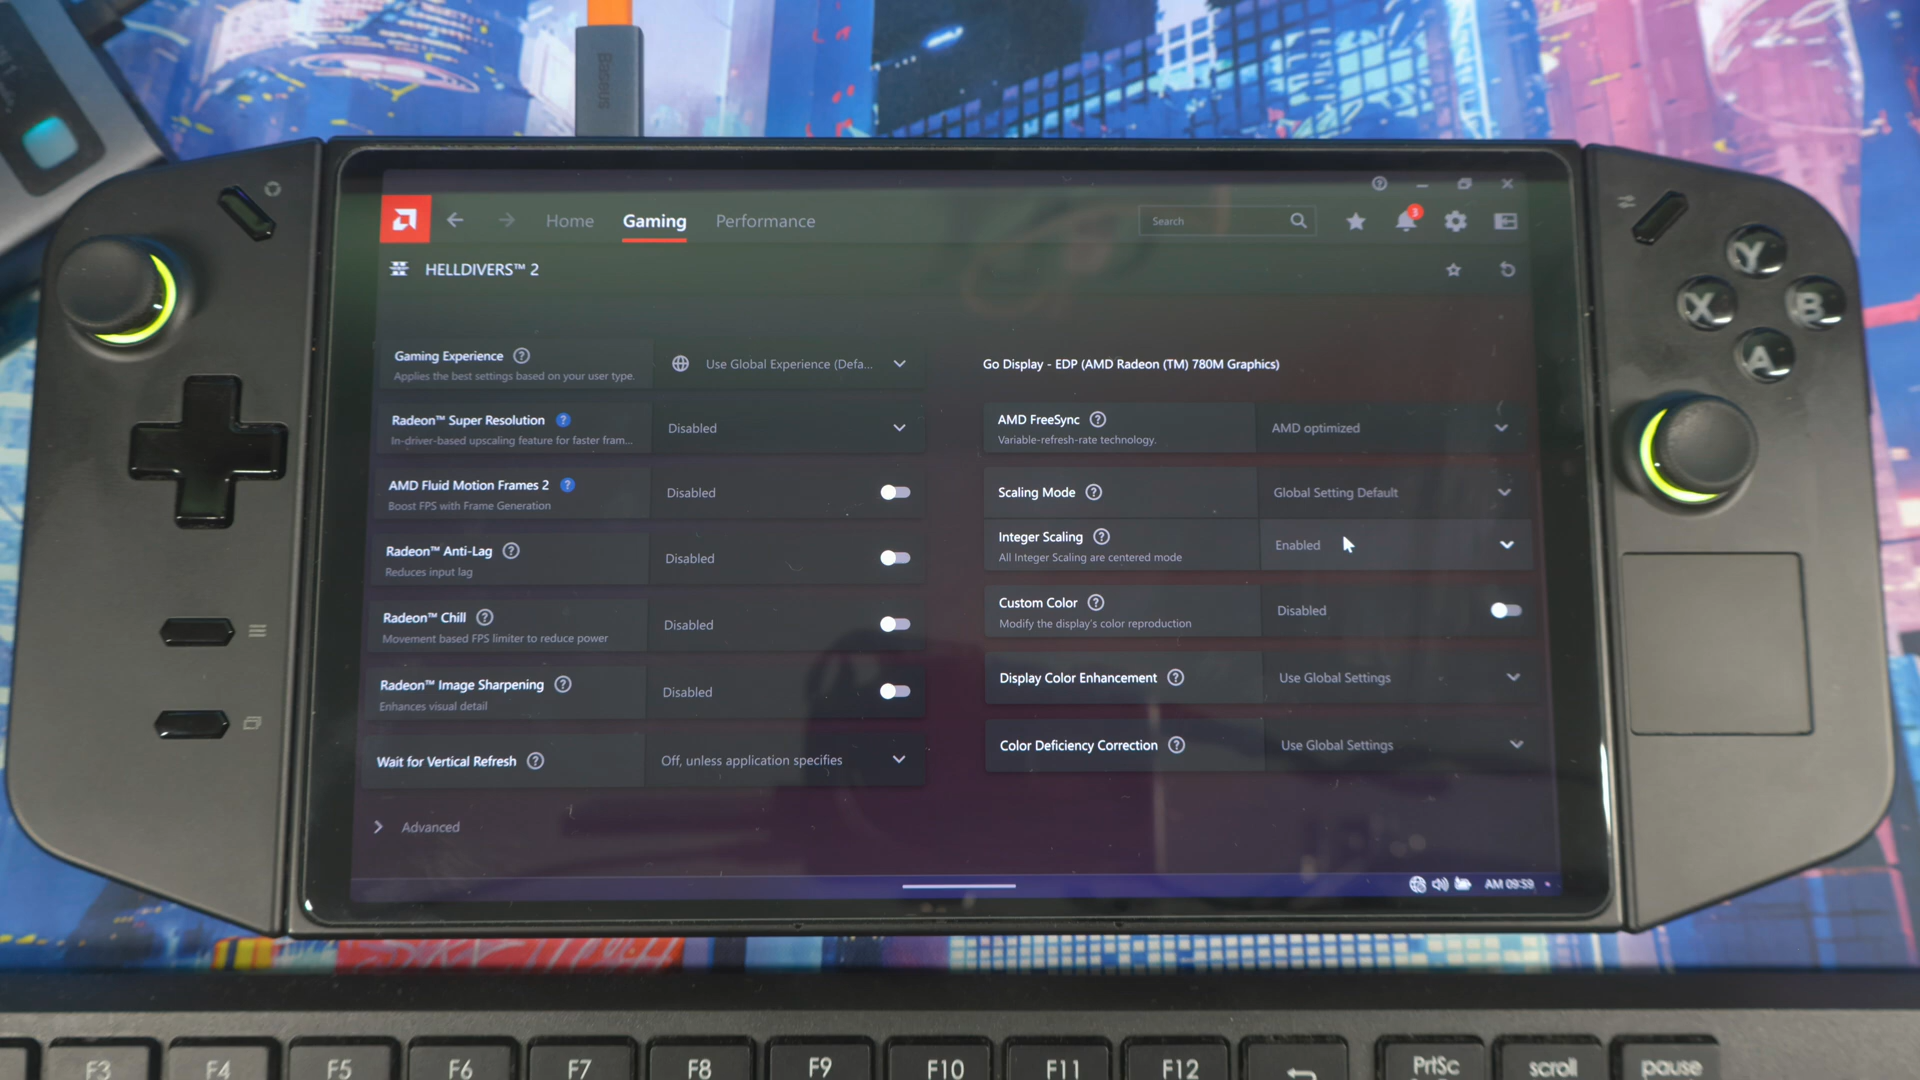 Baseus
Home
Gaming
Performance
Search
3
HELLDIVERS™ 2
Gaming Experience
Applies the best settings based on your user type.
Use Global Experience (Defa...
Radeon™ Super Resolution
In-driver-based upscaling feature for faster fram...
Disabled
AMD Fluid Motion Frames 2
Boost FPS with Frame Generation
Disabled
Radeon™ Anti-Lag
Reduces input lag
Disabled
Radeon™ Chill
Movement based FPS limiter to reduce power
Disabled
Radeon™ Image Sharpening
Enhances visual detail
Disabled
Wait for Vertical Refresh
Off, unless application specifies
Advanced
Go Display - EDP (AMD Radeon (TM) 780M Graphics)
AMD FreeSync
Variable-refresh-rate technology.
AMD optimized
Scaling Mode
Global Setting Default
Integer Scaling
All Integer Scaling are centered mode
Enabled
Custom Color
Modify the display's color reproduction
Disabled
Display Color Enhancement
Use Global Settings
Color Deficiency Correction
Use Global Settings
AM 09:59
Y
X
B
A
F3
F4
F5
F6
F7
F8
F9
F10
F11
F12
PrtSc
scroll
pause